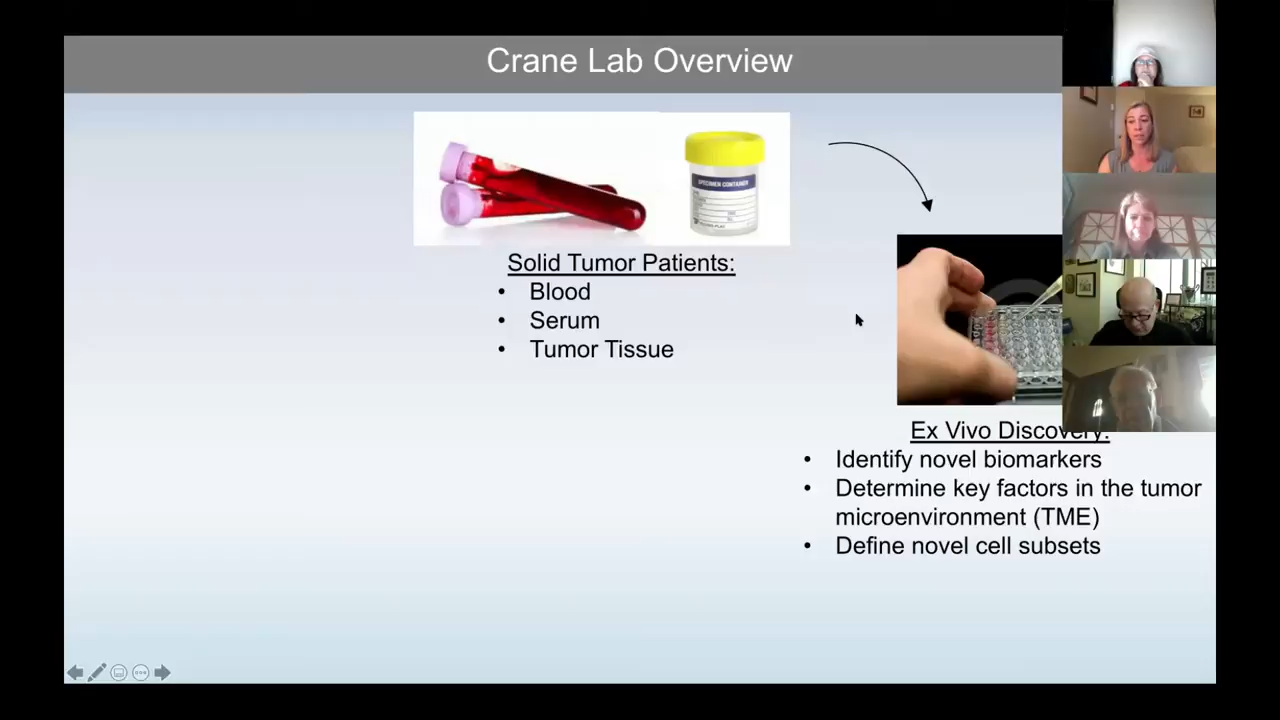 Crane Lab Overview
SPECIMEN CONTAINER
Solid Tumor Patients:
• Blood
• Serum
• Tumor Tissue
Ex Vivo Discovery:
• Identify novel biomarkers
• Determine key factors in the tumor
microenvironment (TME)
• Define novel cell subsets